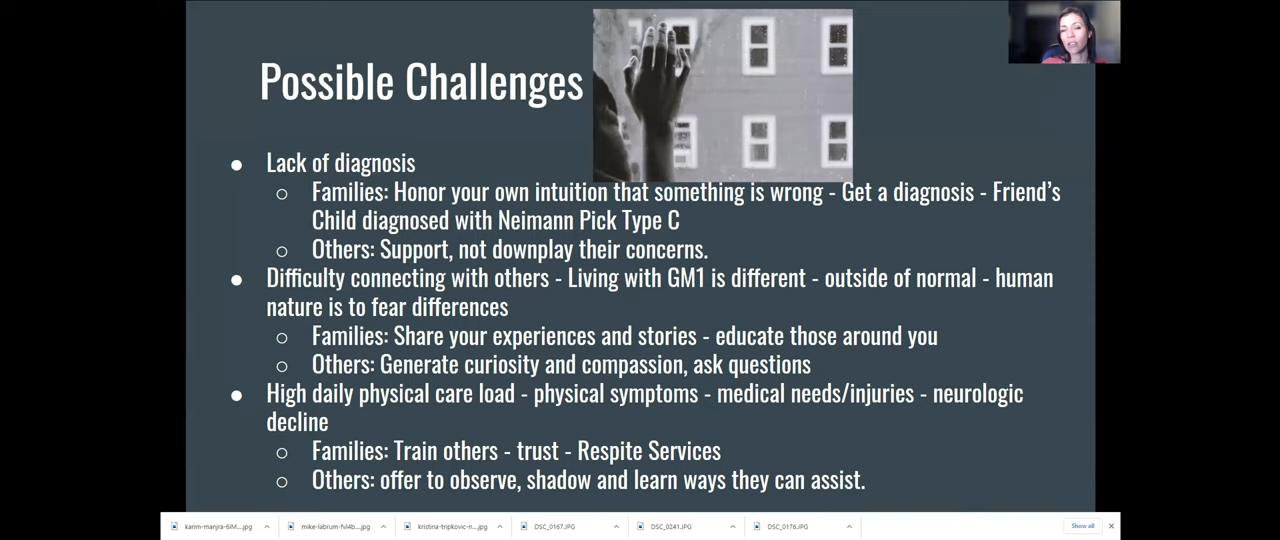 Possible Challenges
● Lack of diagnosis
○ Families: Honor your own intuition that something is wrong - Get a diagnosis - Friend's
Child diagnosed with Neimann Pick Type C
○ Others: Support, not downplay their concerns.
● Difficulty connecting with others - Living with GM1 is different - outside of normal - human
nature is to fear differences
○ Families: Share your experiences and stories - educate those around you
○ Others: Generate curiosity and compassion, ask questions
● High daily physical care load - physical symptoms - medical needs/injuries - neurologic
decline
○ Families: Train others - trust - Respite Services
○ Others: offer to observe, shadow and learn ways they can assist.
karim-manjra-6iM....jpg mike-labrum-fvl4b....jpg kristina-tripkovic-n....jpg DSC_0167.JPG DSC_0241.JPG DSC_0176.JPG Show all